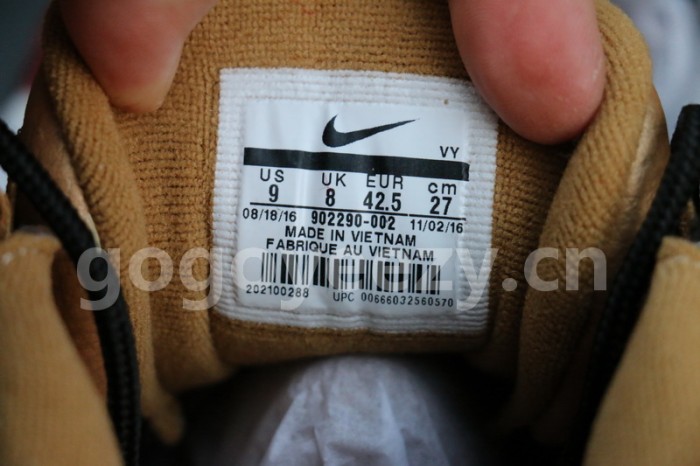 VY
US UK EUR cm
9 8 42.5 27
08/18/16 902290-002 11/02/16
MADE IN VIETNAM
FABRIQUE AU VIETNAM
202100288 UPC 00666032560570